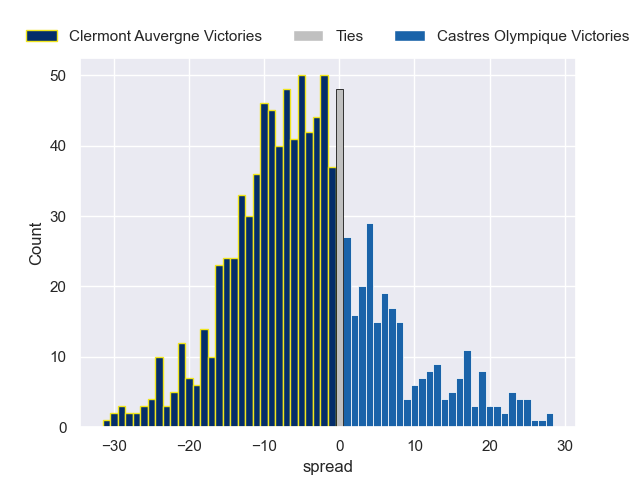 Clermont Auvergne Victories Ties Castres Olympique Victories
50
40
30
20
10
0
Count
−30 −20 −10 0 10 20 30
spread